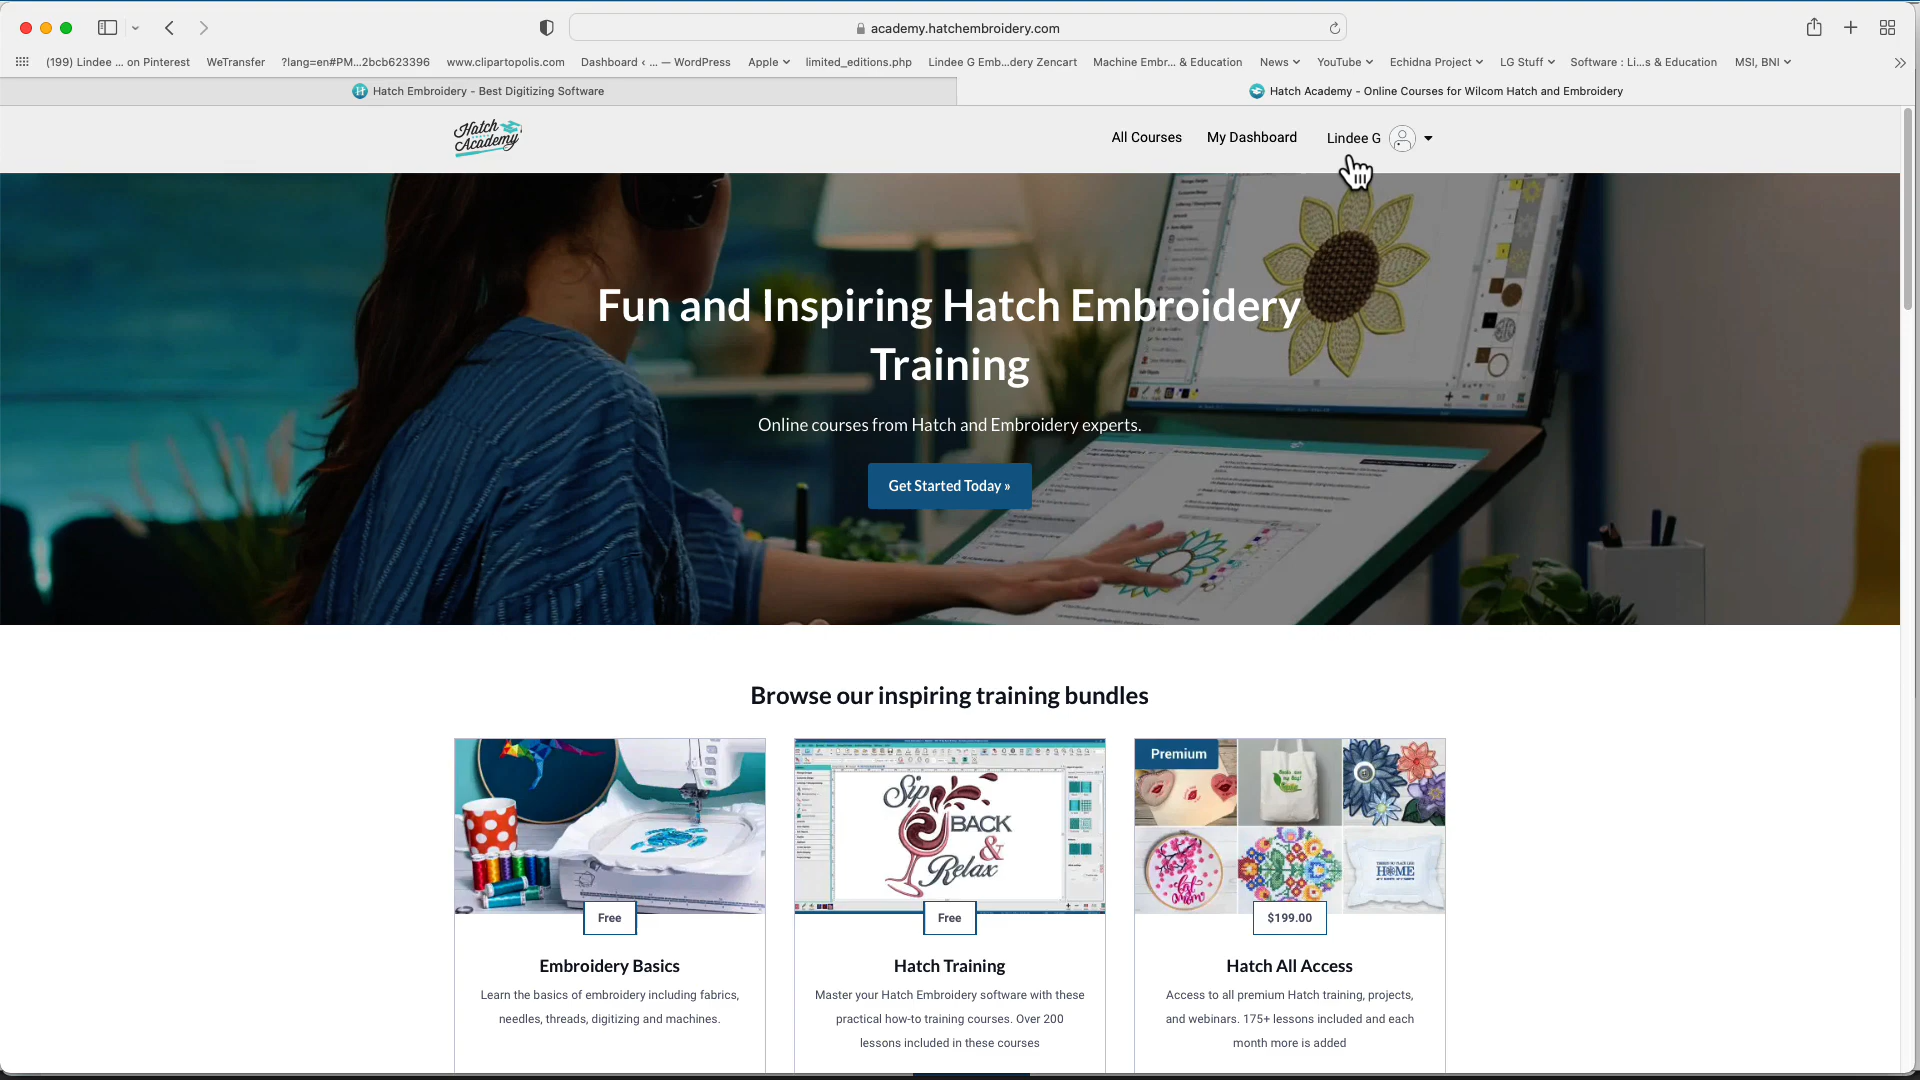 academy.hatchembroidery.com
(199) Lindee ... on Pinterest
WeTransfer
?lang=en#PM...2bcb623396
www.clipartopolis.com
Dashboard < ... — WordPress
Apple
limited_editions.php
Lindee G Emb...dery Zencart
Machine Embr... & Education
News
YouTube
Echidna Project
LG Stuff
Software : Li...s & Education
MSI, BNI
Hatch Embroidery - Best Digitizing Software
Hatch Academy - Online Courses for Wilcom Hatch and Embroidery
Hatch
Academy
All Courses
My Dashboard
Lindee G
Fun and Inspiring Hatch Embroidery
Training
Online courses from Hatch and Embroidery experts.
Get Started Today »
Browse our inspiring training bundles
Sip
BACK
&
Relax
Premium
HOME
Free
Free
$199.00
Embroidery Basics
Learn the basics of embroidery including fabrics,
needles, threads, digitizing and machines.
Hatch Training
Master your Hatch Embroidery software with these
practical how-to training courses. Over 200
lessons included in these courses
Hatch All Access
Access to all premium Hatch training, projects,
and webinars. 175+ lessons included and each
month more is added